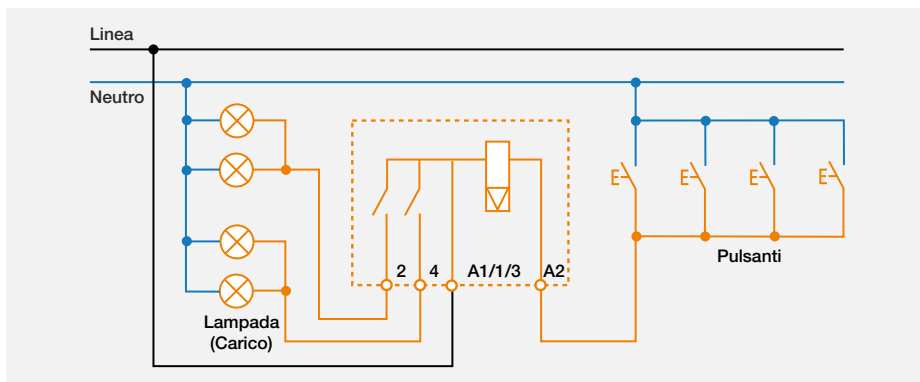 Linea
Neutro
2 4 A1/1/3 A2
Pulsanti
Lampada
(Carico)